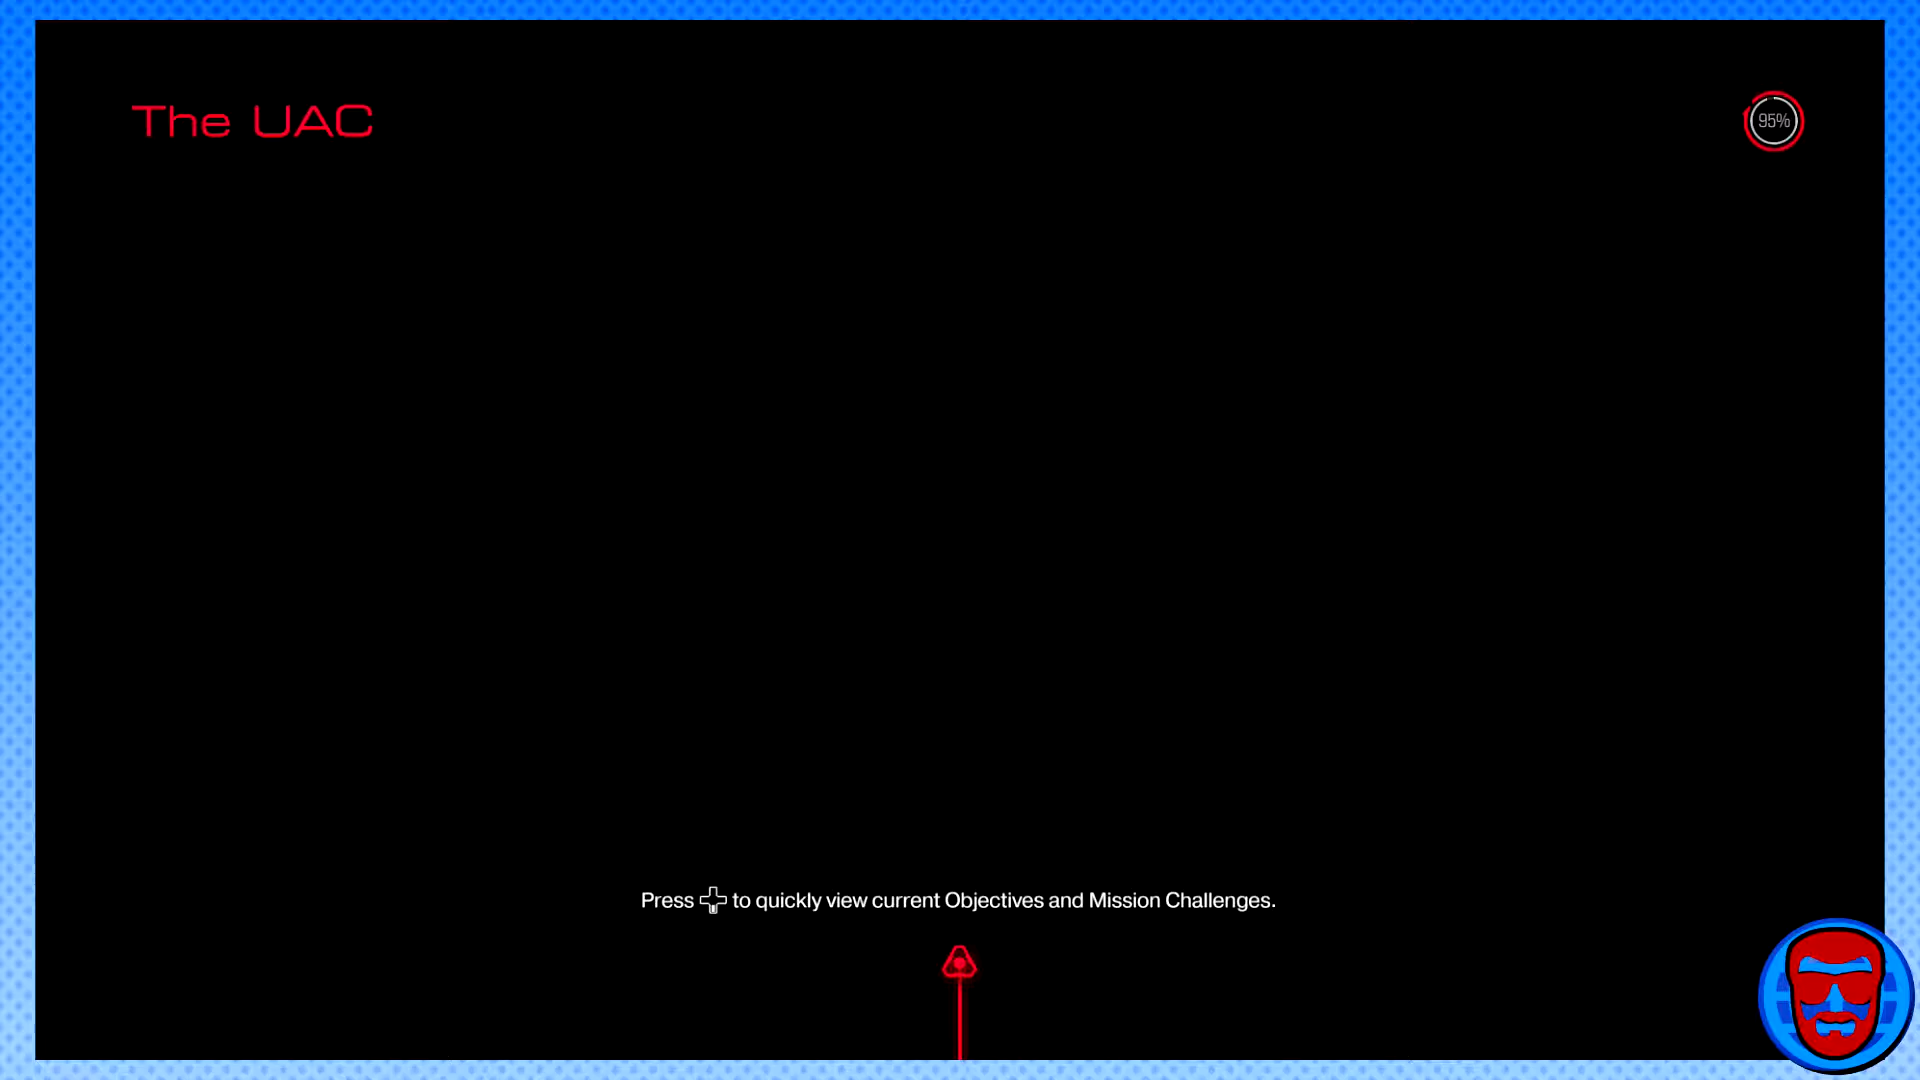 The UAC
95%
Press to quickly view current Objectives and Mission Challenges.